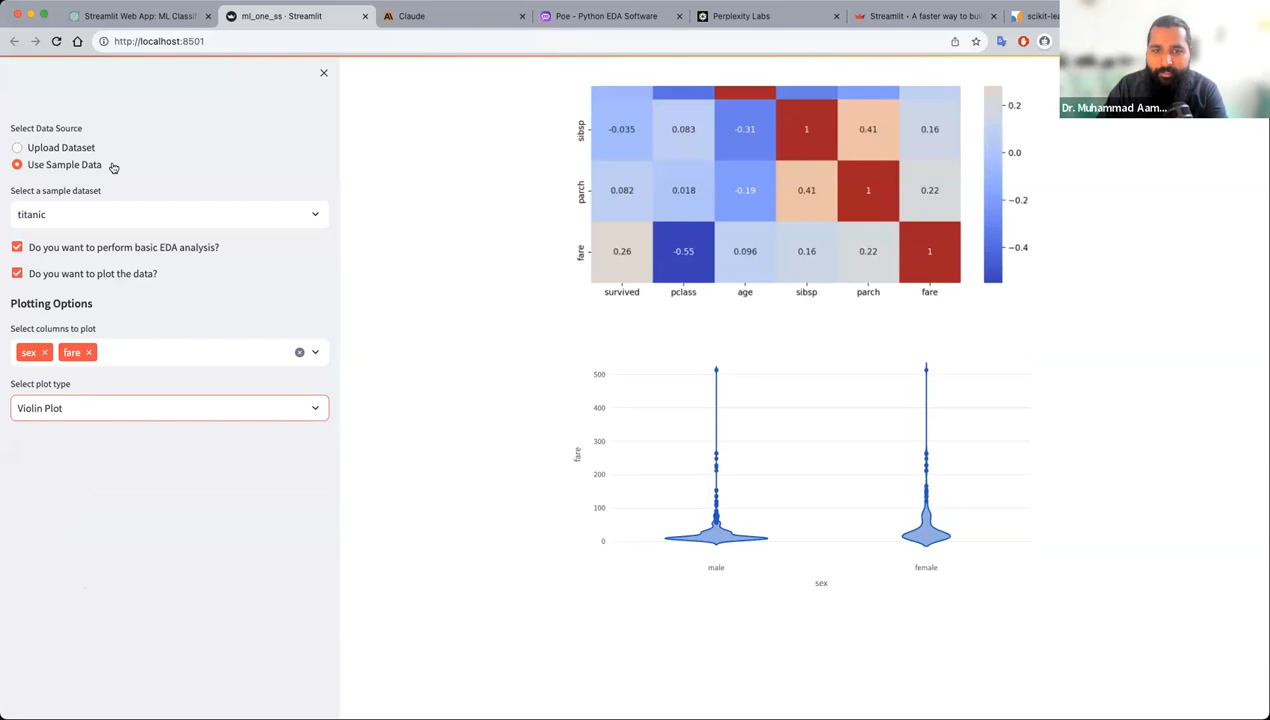 Streamlit Web App: ML Classif
ml_one_ss · Streamlit
Claude
Poe - Python EDA Software
Perplexity Labs
Streamlit • A faster way to bui
scikit-lea
http://localhost:8501
Dr. Muhammad Aam...
Select Data Source
Upload Dataset
Use Sample Data
Select a sample dataset
titanic
Do you want to perform basic EDA analysis?
Do you want to plot the data?
Plotting Options
Select columns to plot
sex fare
Select plot type
Violin Plot
sibsp -0.035 0.083 -0.31 1 0.41 0.16
parch 0.082 0.018 -0.19 0.41 1 0.22
fare 0.26 -0.55 0.096 0.16 0.22 1
survived pclass age sibsp parch fare
0.2
0.0
−0.2
−0.4
500
400
300
200
100
0
fare
male female
sex